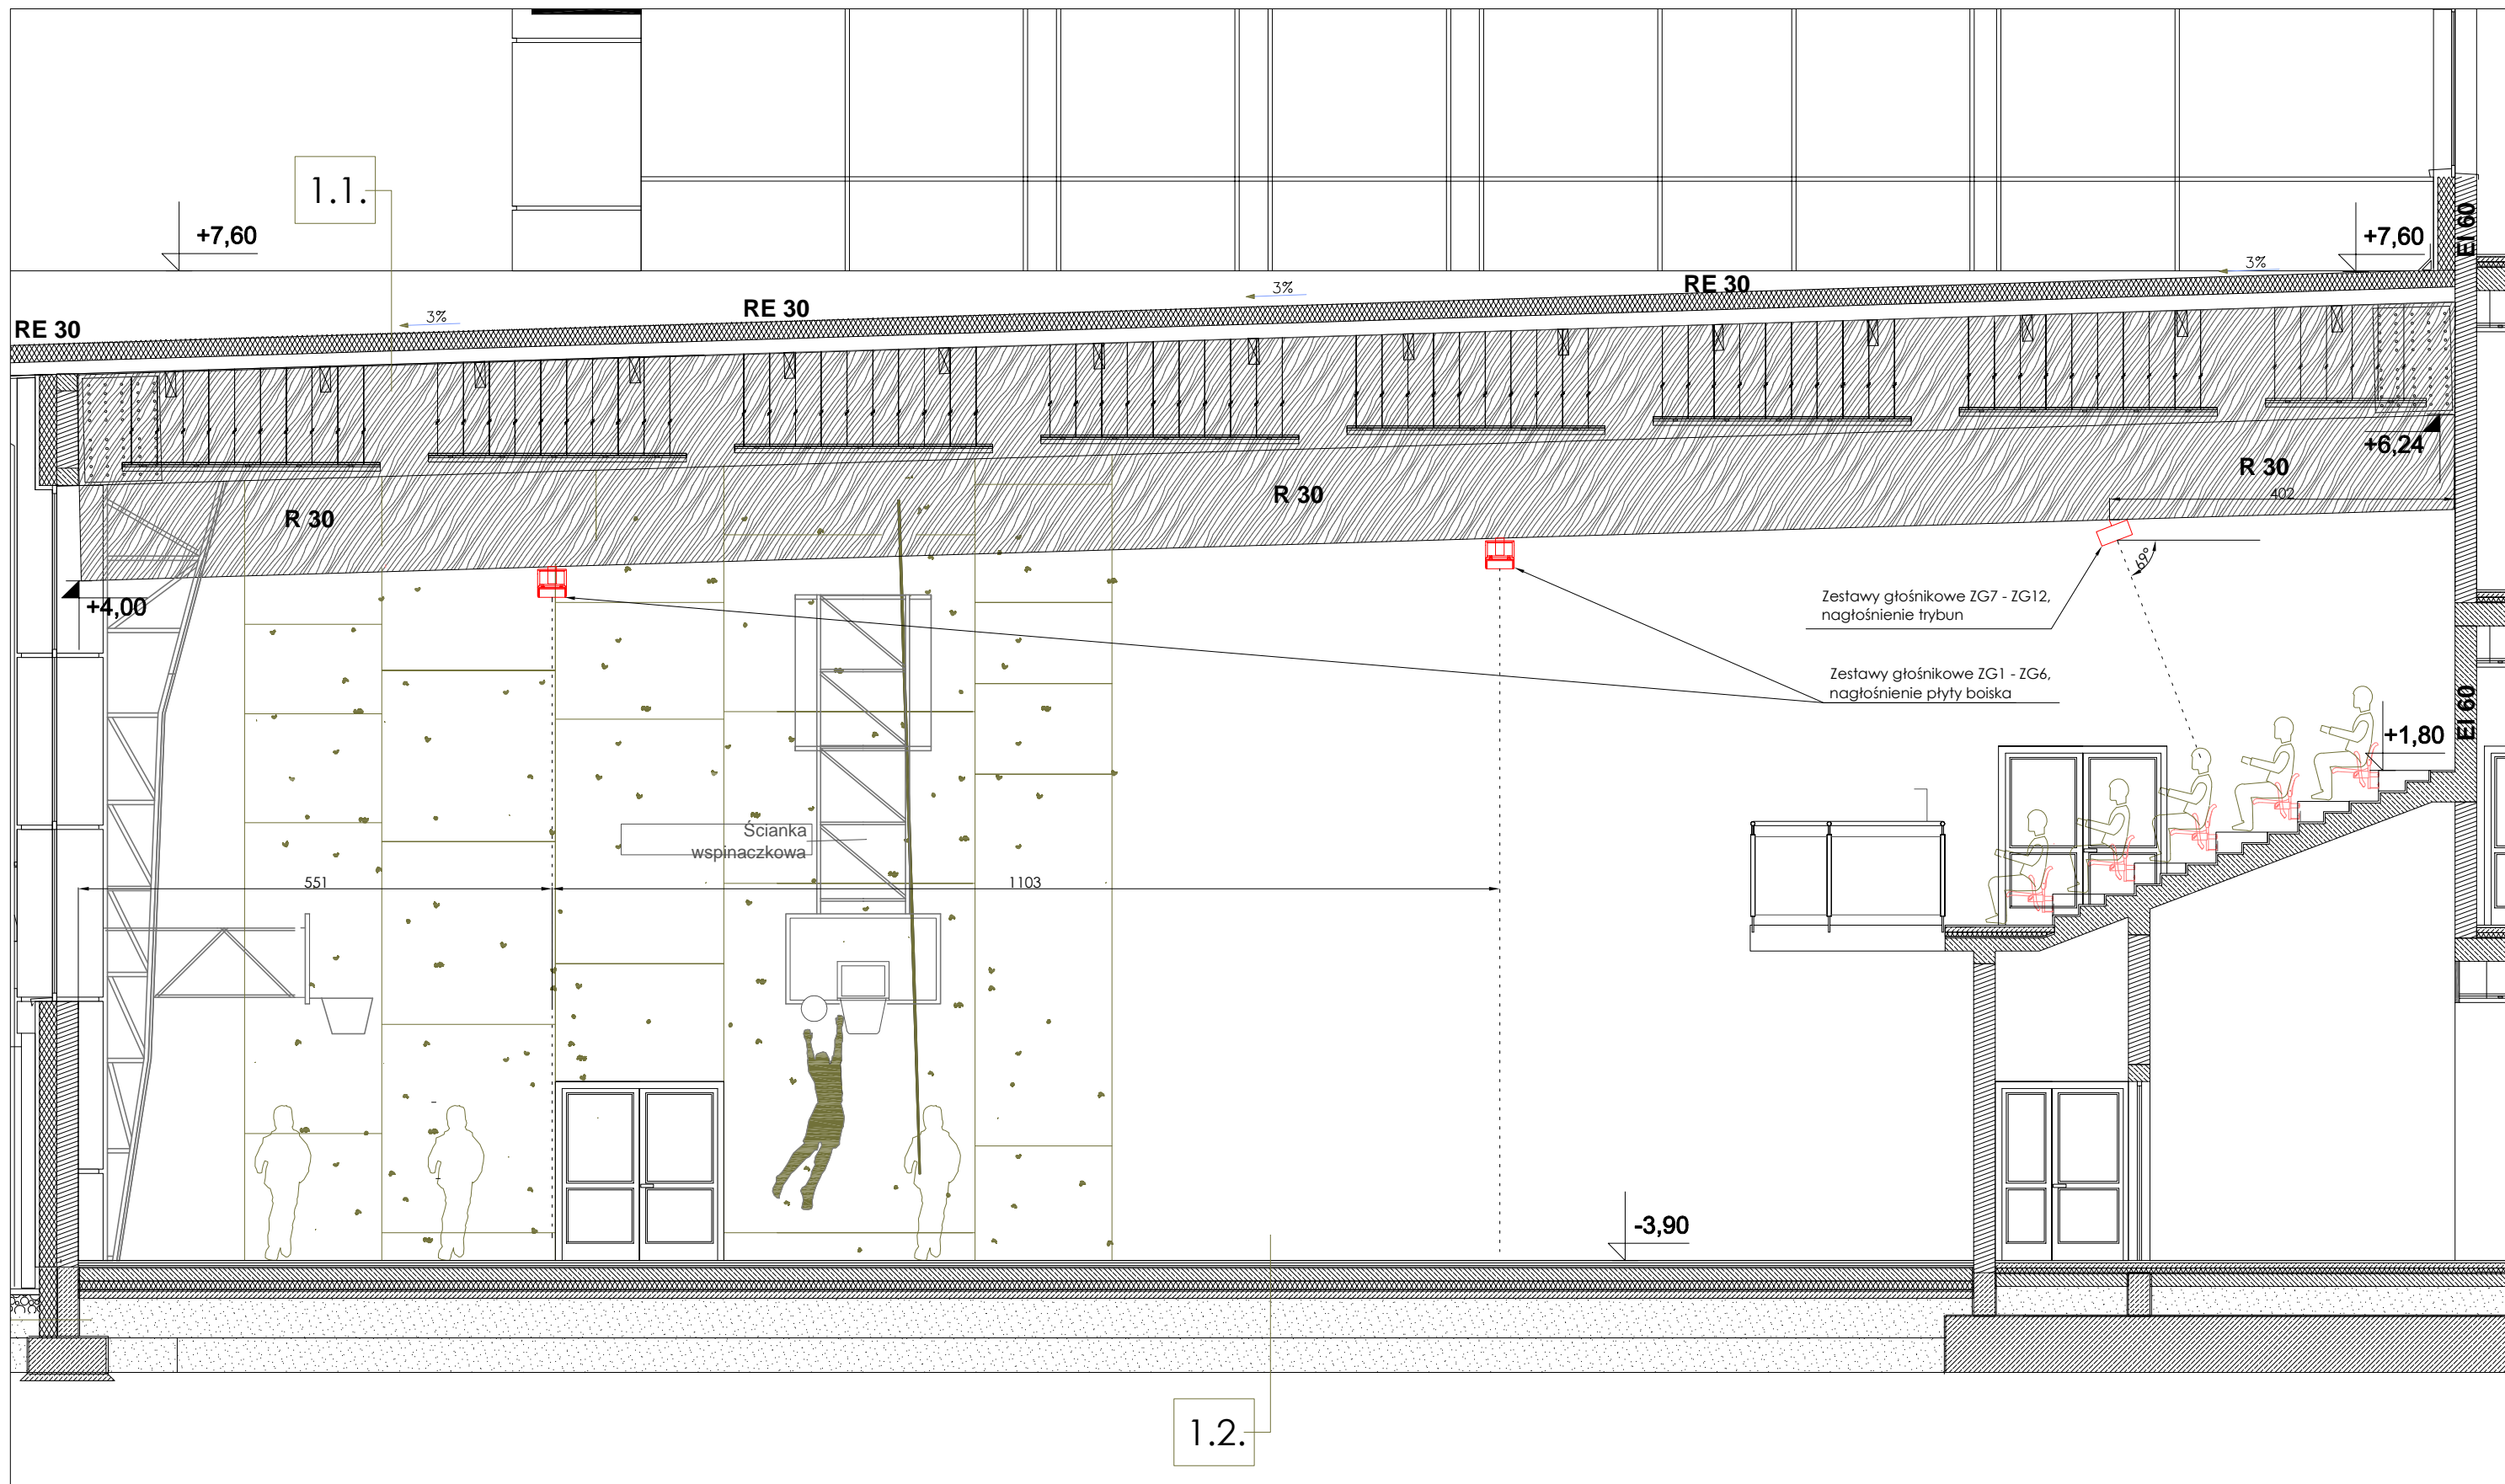 1.1.
+7,60
+7,60
EI 60
3%
3%
3%
RE 30
RE 30
RE 30
+6,24
R 30
R 30
R 30
402
69°
+4,00
Zestawy głośnikowe ZG7 - ZG12,
nagłośnienie trybun
Zestawy głośnikowe ZG1 - ZG6,
nagłośnienie płyty boiska
EI 60
+1,80
Ścianka
wspinaczkowa
551
1103
-3,90
1.2.